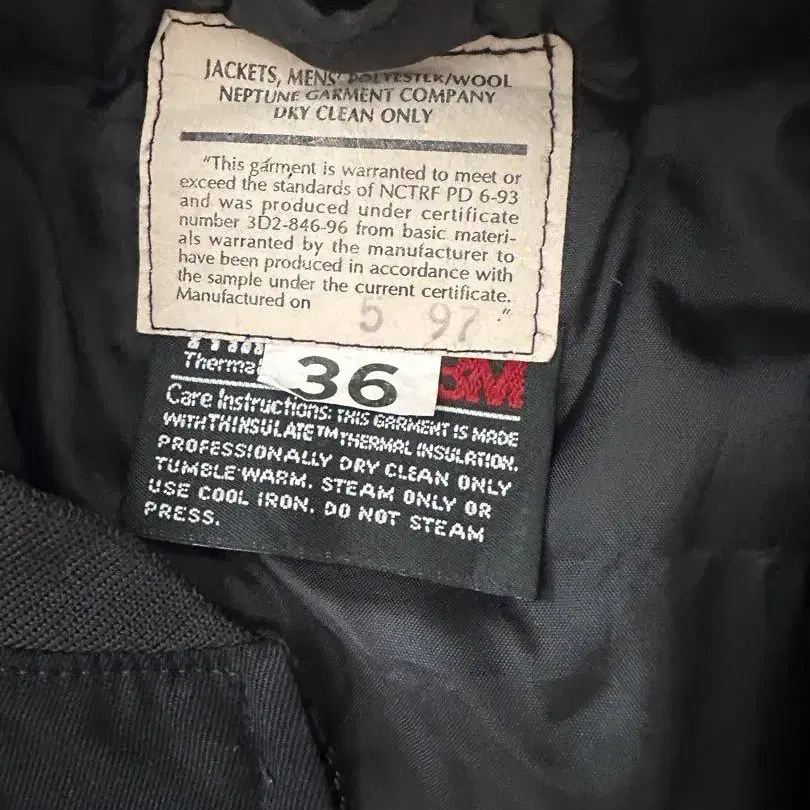 JACKETS, MENS' POLYESTER/WOOL
NEPTUNE GARMENT COMPANY
DRY CLEAN ONLY
"This garment is warranted to meet or
exceed the standards of NCTRF PD 6-93
and was produced under certificate
number 3D2-846-96 from basic materi-
als warranted by the manufacturer to
have been produced in accordance with
the sample under the current certificate.
Manufactured on 5 97 ."
36
3M
Care Instructions: THIS GARMENT IS MADE
WITH THINSULATE TM THERMAL INSULATION.
PROFESSIONALLY DRY CLEAN ONLY
TUMBLE WARM. STEAM ONLY OR
USE COOL IRON. DO NOT STEAM
PRESS.